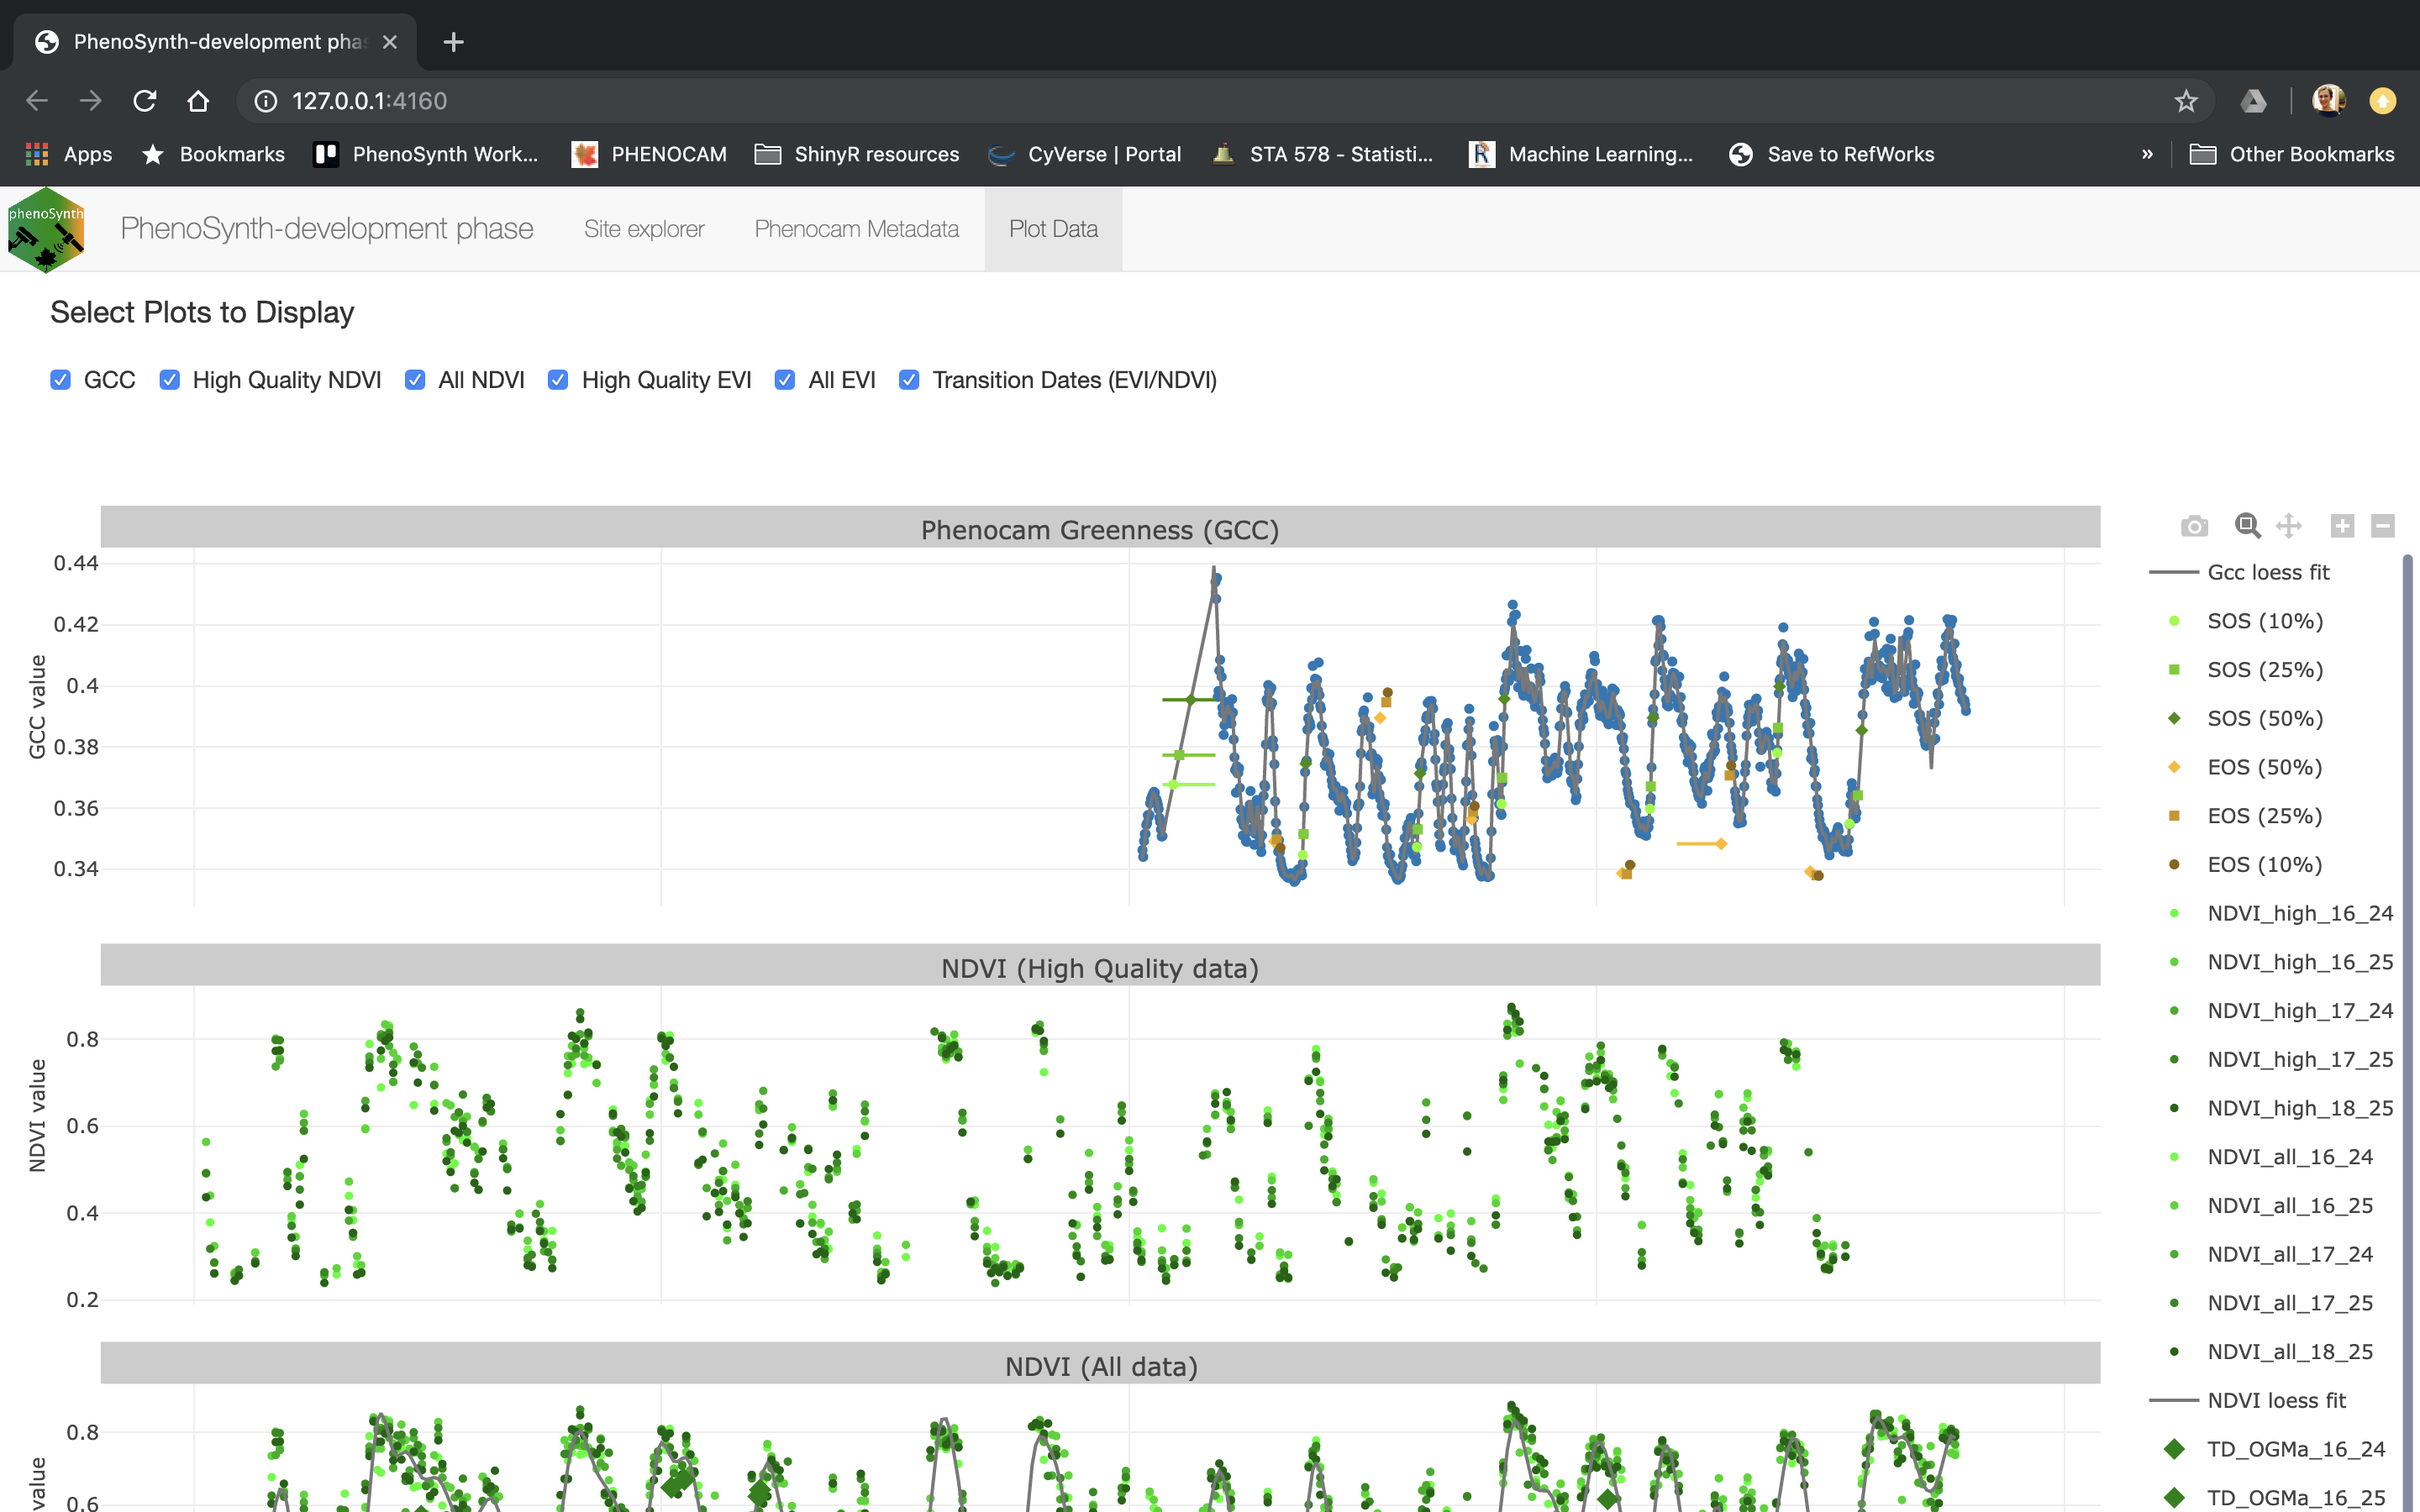 PhenoSynth-development phas
127.0.0.1:4160
Apps Bookmarks PhenoSynth Work... PHENOCAM ShinyR resources CyVerse | Portal STA 578 - Statisti... Machine Learning... Save to RefWorks » Other Bookmarks
phenoSynth
PhenoSynth-development phase Site explorer Phenocam Metadata Plot Data
Select Plots to Display
GCC High Quality NDVI All NDVI High Quality EVI All EVI Transition Dates (EVI/NDVI)
Phenocam Greenness (GCC)
GCC value
0.44
0.42
0.4
0.38
0.36
0.34
NDVI (High Quality data)
NDVI value
0.8
0.6
0.4
0.2
NDVI (All data)
value
0.8
0.6
Gcc loess fit
SOS (10%)
SOS (25%)
SOS (50%)
EOS (50%)
EOS (25%)
EOS (10%)
NDVI_high_16_24
NDVI_high_16_25
NDVI_high_17_24
NDVI_high_17_25
NDVI_high_18_25
NDVI_all_16_24
NDVI_all_16_25
NDVI_all_17_24
NDVI_all_17_25
NDVI_all_18_25
NDVI loess fit
TD_OGMa_16_24
TD_OGMa_16_25